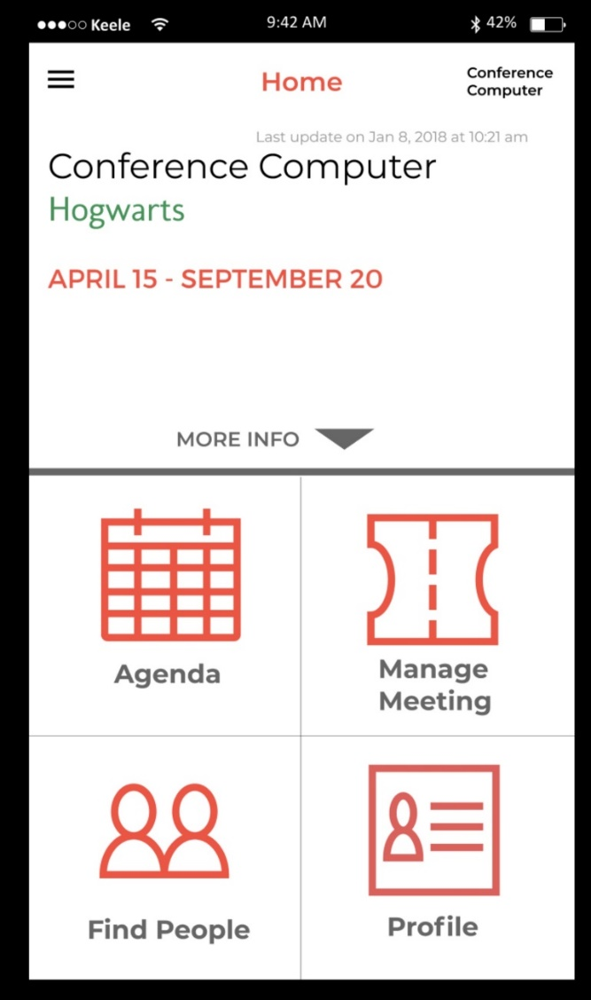 Keele 9:42 AM 42%
Home
Conference
Computer
Last update on Jan 8, 2018 at 10:21 am
Conference Computer
Hogwarts
APRIL 15 - SEPTEMBER 20
MORE INFO
Agenda
Manage
Meeting
Find People
Profile